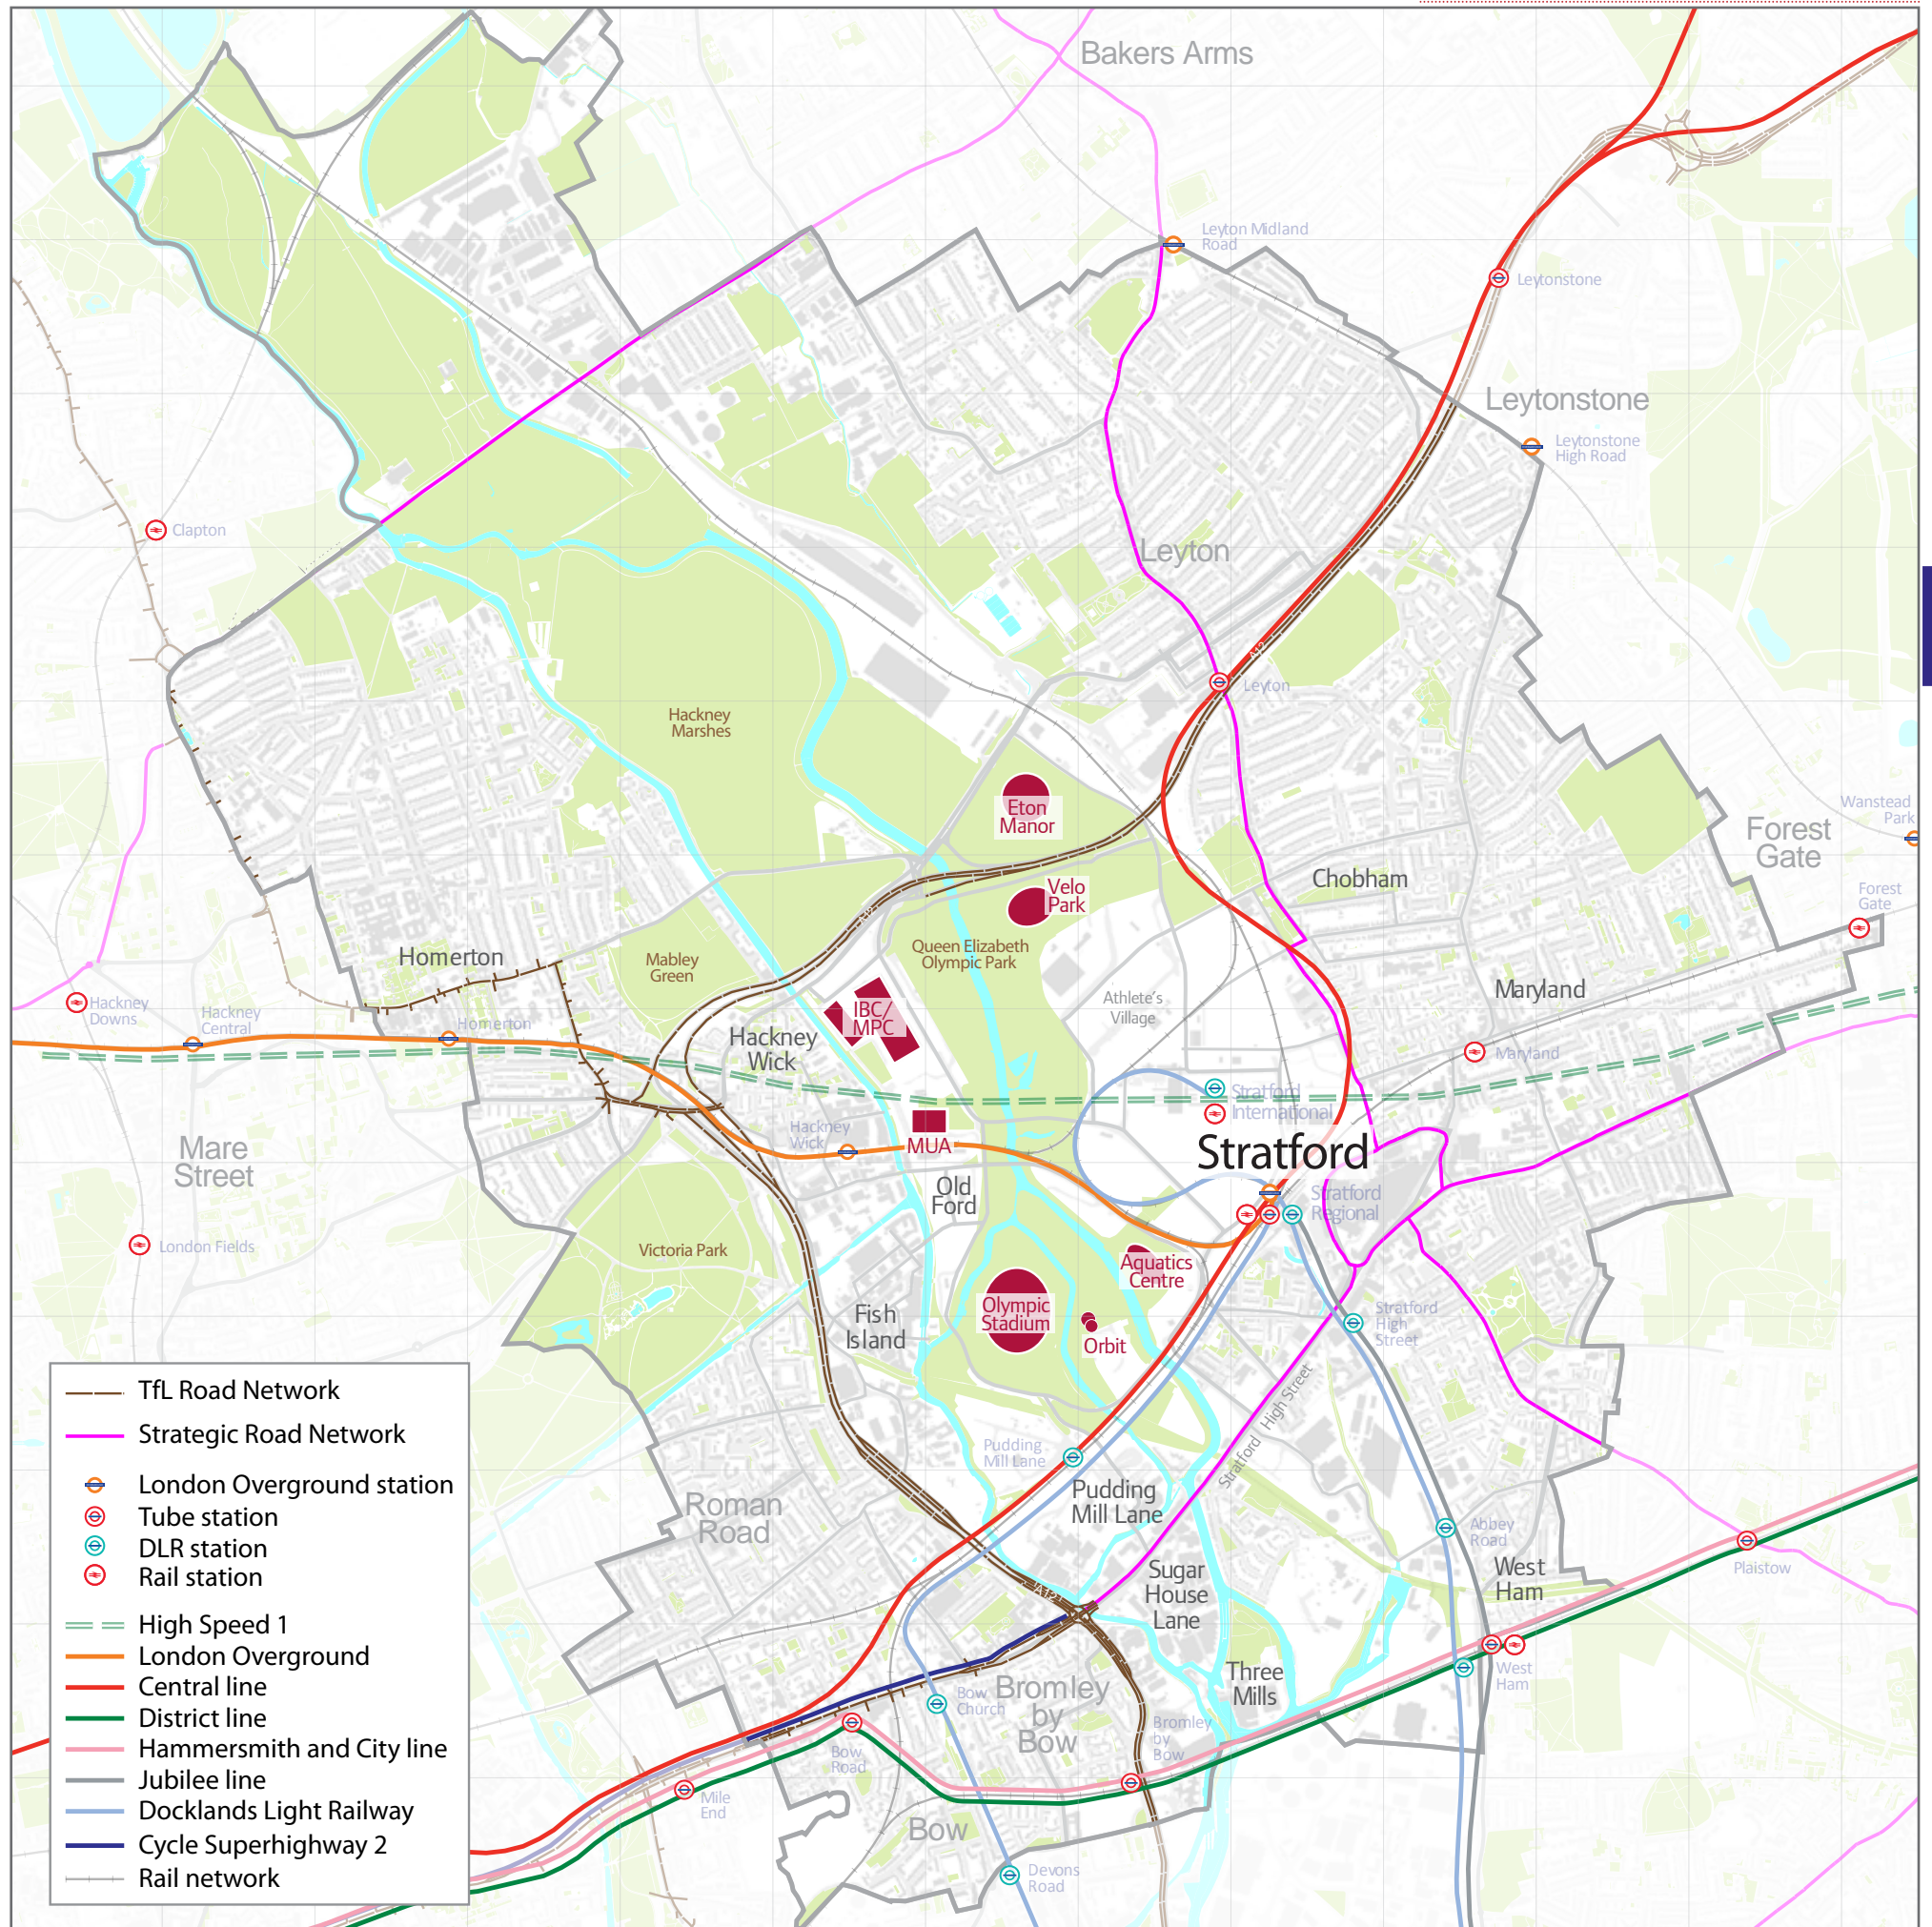 Bakers Arms
Leyton Midland
Road
Leytonstone
Leytonstone
Leytonstone
High Road
Clapton
Leyton
A12
Leyton
Hackney
Marshes
Eton
Manor
Wanstead
Park
Forest
Gate
Chobham
Forest
Gate
Velo
Park
A12
Homerton
Mabley
Green
Queen Elizabeth
Olympic Park
Maryland
Athlete's
Village
Hackney
Downs
Hackney
Central
Homerton
IBC/
MPC
Hackney
Wick
Maryland
Stratford
International
Mare
Street
Hackney
Wick
MUA
Stratford
Old
Ford
Stratford
Regional
London Fields
Victoria Park
Aquatics
Centre
Olympic
Stadium
Fish
Island
Orbit
Stratford
High
Street
Stratford High Street
Pudding
Mill Lane
Pudding
Mill Lane
Roman
Road
Abbey
Road
West
Ham
Plaistow
A12
Sugar
House
Lane
Three
Mills
West
Ham
Bow
Church
Bromley
by
Bow
Bromley
by
Bow
Bow
Road
Mile
End
Bow
Devons
Road
TfL Road Network
Strategic Road Network
London Overground station
Tube station
DLR station
Rail station
High Speed 1
London Overground
Central line
District line
Hammersmith and City line
Jubilee line
Docklands Light Railway
Cycle Superhighway 2
Rail network